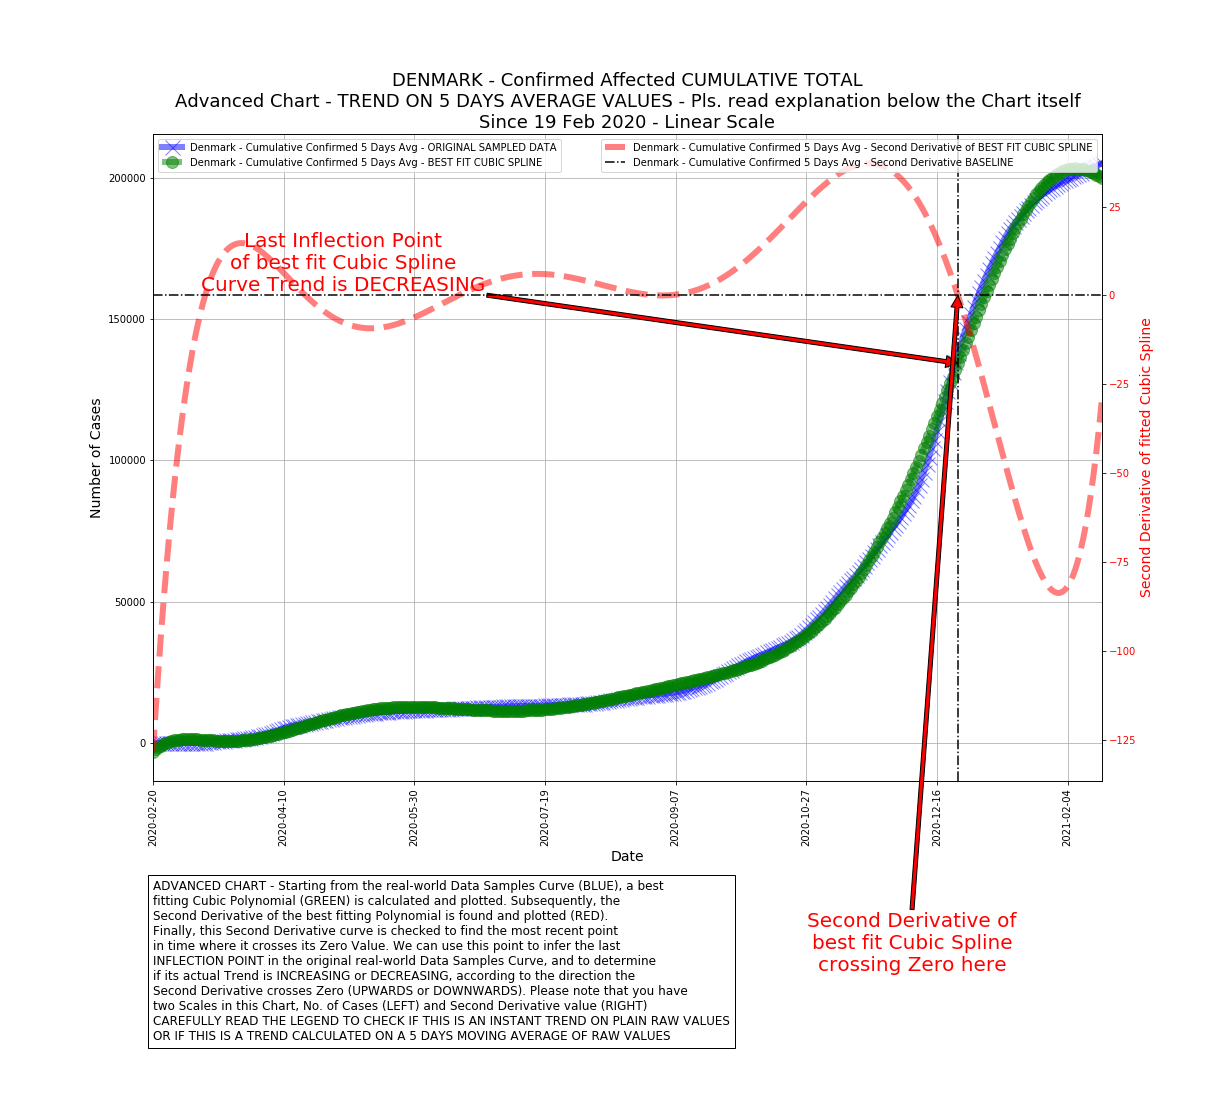 DENMARK - Confirmed Affected CUMULATIVE TOTAL
Advanced Chart - TREND ON 5 DAYS AVERAGE VALUES - Pls. read explanation below the Chart itself
Since 19 Feb 2020 - Linear Scale
Denmark - Cumulative Confirmed 5 Days Avg - ORIGINAL SAMPLED DATA
Denmark - Cumulative Confirmed 5 Days Avg - BEST FIT CUBIC SPLINE
Denmark - Cumulative Confirmed 5 Days Avg - Second Derivative of BEST FIT CUBIC SPLINE
Denmark - Cumulative Confirmed 5 Days Avg - Second Derivative BASELINE
Last Inflection Point
of best fit Cubic Spline
Curve Trend is DECREASING
Number of Cases
200000
150000
100000
50000
0
25
0
−25
−50
−75
−100
−125
Second Derivative of fitted Cubic Spline
2020-02-20
2020-04-10
2020-05-30
2020-07-19
2020-09-07
2020-10-27
2020-12-16
2021-02-04
Date
Second Derivative of
best fit Cubic Spline
crossing Zero here
ADVANCED CHART - Starting from the real-world Data Samples Curve (BLUE), a best
fitting Cubic Polynomial (GREEN) is calculated and plotted. Subsequently, the
Second Derivative of the best fitting Polynomial is found and plotted (RED).
Finally, this Second Derivative curve is checked to find the most recent point
in time where it crosses its Zero Value. We can use this point to infer the last
INFLECTION POINT in the original real-world Data Samples Curve, and to determine
if its actual Trend is INCREASING or DECREASING, according to the direction the
Second Derivative crosses Zero (UPWARDS or DOWNWARDS). Please note that you have
two Scales in this Chart, No. of Cases (LEFT) and Second Derivative value (RIGHT)
CAREFULLY READ THE LEGEND TO CHECK IF THIS IS AN INSTANT TREND ON PLAIN RAW VALUES
OR IF THIS IS A TREND CALCULATED ON A 5 DAYS MOVING AVERAGE OF RAW VALUES